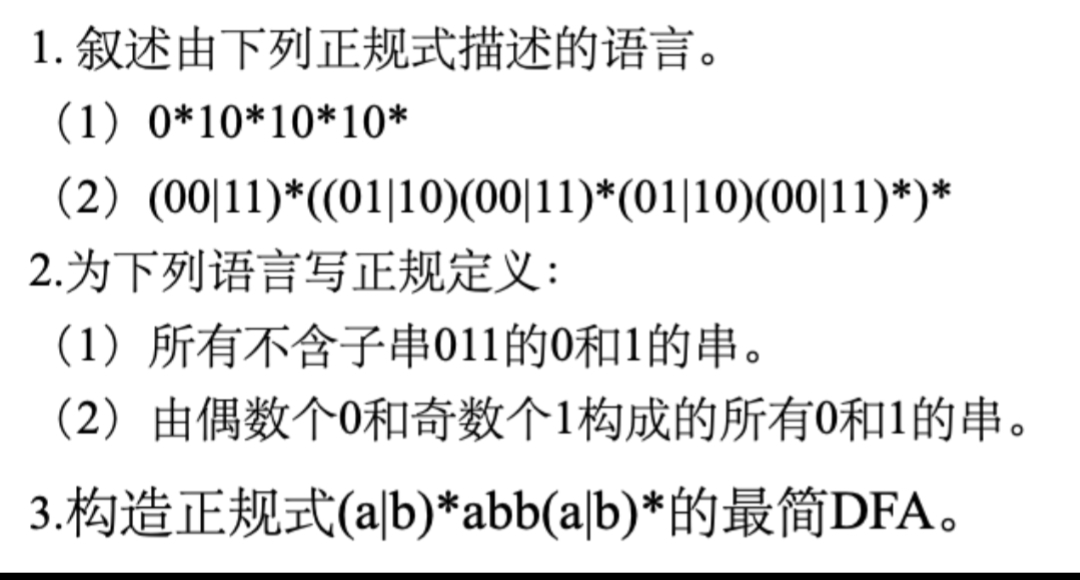 1. 叙述由下列正规式描述的语言。
（1）0*10*10*10*
（2）(00|11)*((01|10)(00|11)*(01|10)(00|11)*)*
2.为下列语言写正规定义：
（1）所有不含子串011的0和1的串。
（2）由偶数个0和奇数个1构成的所有0和1的串。
3.构造正规式(a|b)*abb(a|b)*的最简DFA。